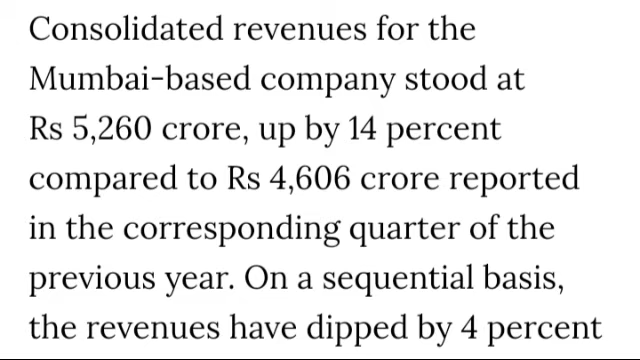 Consolidated revenues for the
Mumbai-based company stood at
Rs 5,260 crore, up by 14 percent
compared to Rs 4,606 crore reported
in the corresponding quarter of the
previous year. On a sequential basis,
the revenues have dipped by 4 percent